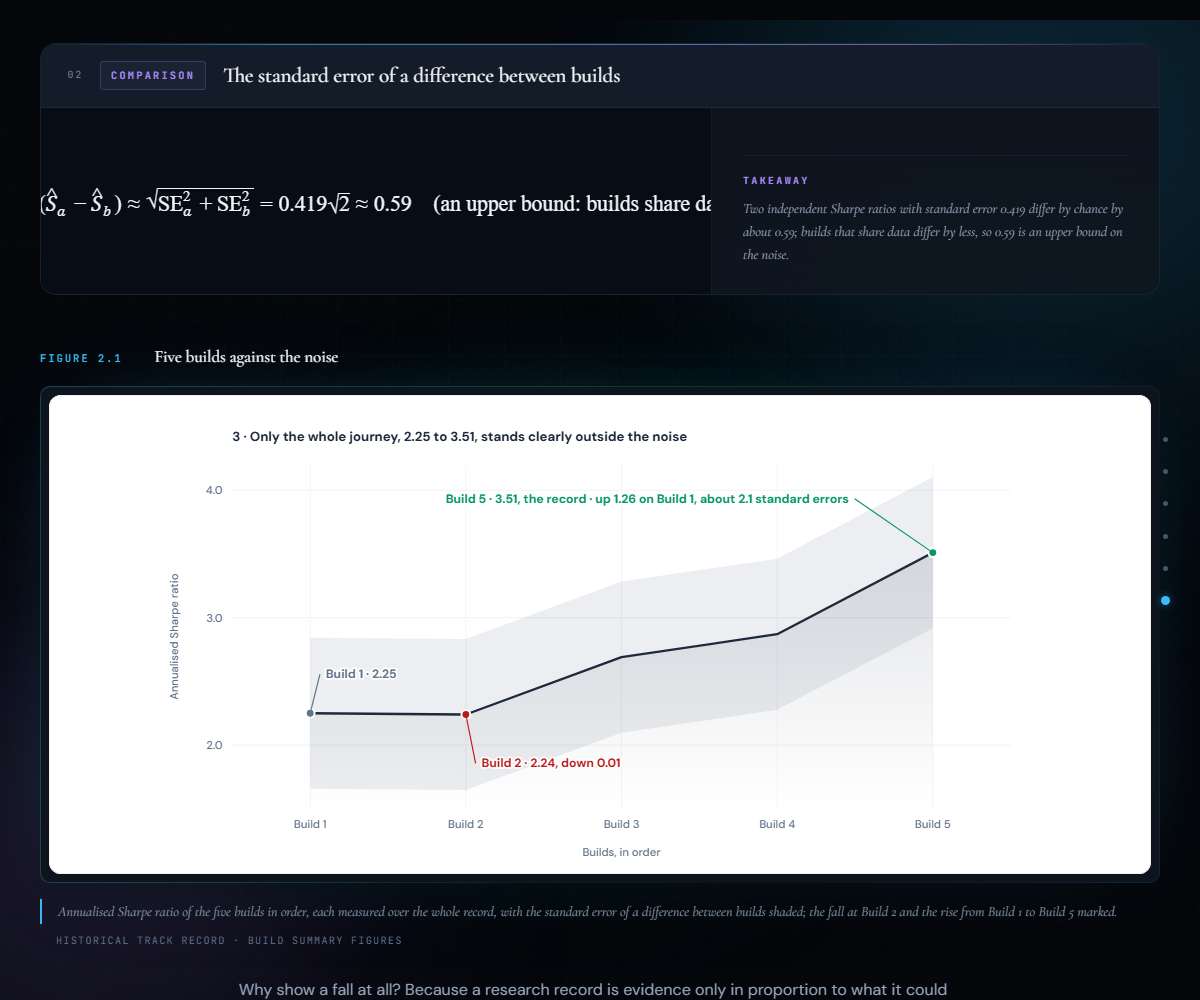 02 COMPARISON The standard error of a difference between builds
(Ŝₐ − Ŝ_b) ≈ √(SEₐ² + SE_b²) = 0.419√2 ≈ 0.59 (an upper bound: builds share da
TAKEAWAY
Two independent Sharpe ratios with standard error 0.419 differ by chance by
about 0.59; builds that share data differ by less, so 0.59 is an upper bound on
the noise.
FIGURE 2.1 Five builds against the noise
3 · Only the whole journey, 2.25 to 3.51, stands clearly outside the noise
4.0
Build 5 · 3.51, the record · up 1.26 on Build 1, about 2.1 standard errors
3.0
Annualised Sharpe ratio
Build 1 · 2.25
2.0
Build 2 · 2.24, down 0.01
Build 1 Build 2 Build 3 Build 4 Build 5
Builds, in order
Annualised Sharpe ratio of the five builds in order, each measured over the whole record, with the standard error of a difference between builds shaded; the fall at Build 2 and the rise from Build 1 to Build 5 marked.
HISTORICAL TRACK RECORD · BUILD SUMMARY FIGURES
Why show a fall at all? Because a research record is evidence only in proportion to what it could